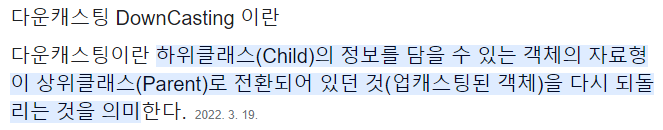 다운캐스팅 DownCasting 이란
다운캐스팅이란 하위클래스(Child)의 정보를 담을 수 있는 객체의 자료형
이 상위클래스(Parent)로 전환되어 있던 것(업캐스팅된 객체)을 다시 되돌
리는 것을 의미한다. 2022. 3. 19.